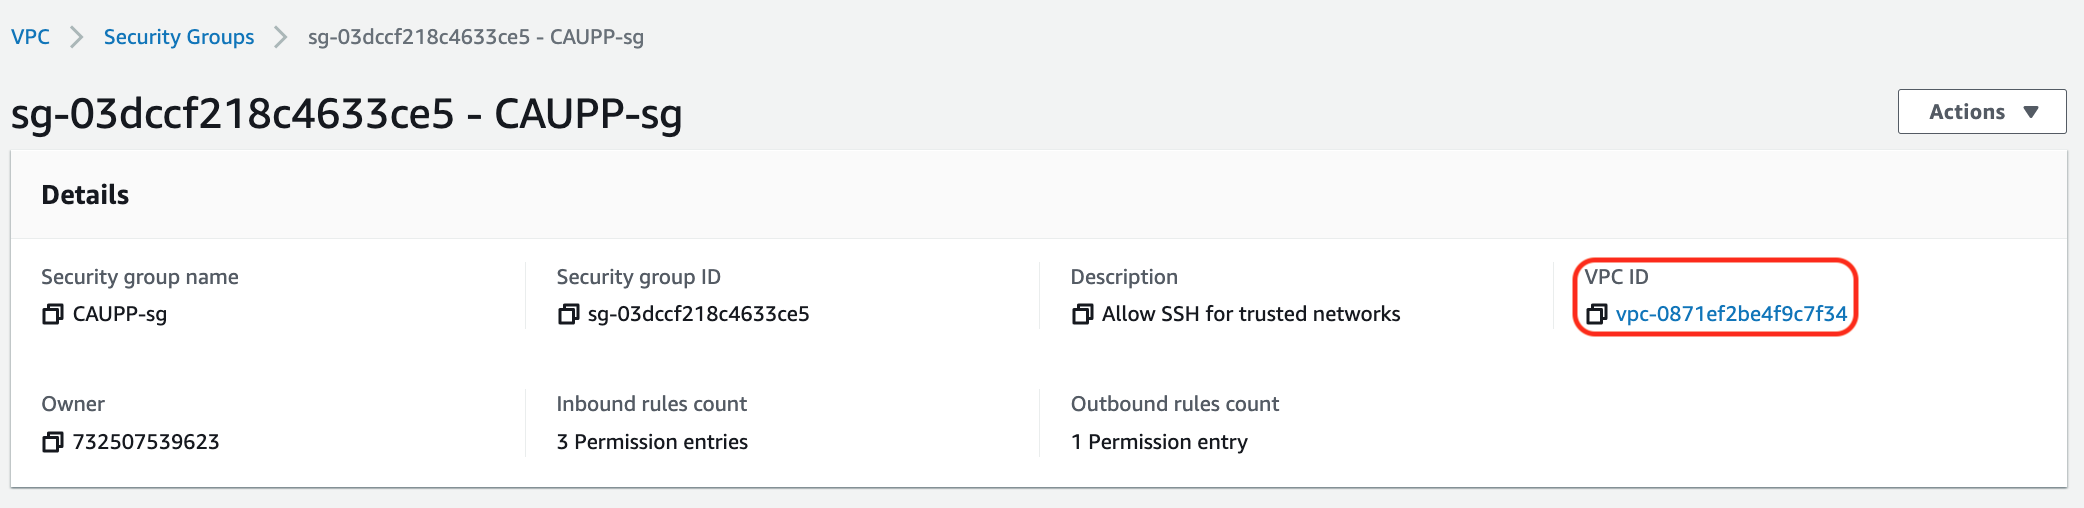 VPC > Security Groups > sg-03dccf218c4633ce5 - CAUPP-sg
sg-03dccf218c4633ce5 - CAUPP-sg
Actions ▼
Details
Security group name
CAUPP-sg
Security group ID
sg-03dccf218c4633ce5
Description
Allow SSH for trusted networks
VPC ID
vpc-0871ef2be4f9c7f34
Owner
732507539623
Inbound rules count
3 Permission entries
Outbound rules count
1 Permission entry